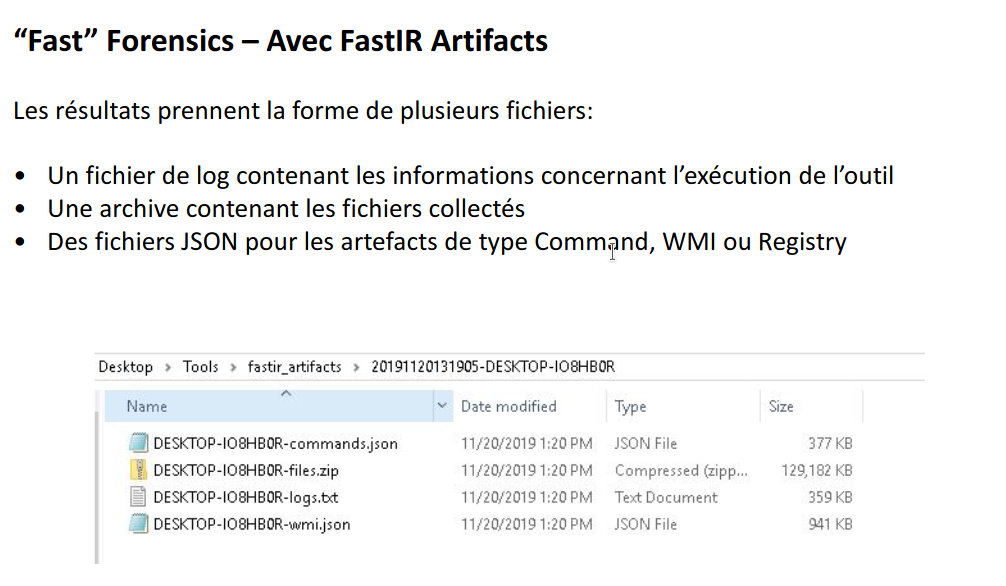 “Fast” Forensics – Avec FastIR Artifacts
Les résultats prennent la forme de plusieurs fichiers:
• Un fichier de log contenant les informations concernant l’exécution de l’outil
• Une archive contenant les fichiers collectés
• Des fichiers JSON pour les artefacts de type Command, WMI ou Registry
Desktop > Tools > fastir_artifacts > 20191120131905-DESKTOP-IO8HB0R
Name Date modified Type Size
DESKTOP-IO8HB0R-commands.json 11/20/2019 1:20 PM JSON File 377 KB
DESKTOP-IO8HB0R-files.zip 11/20/2019 1:20 PM Compressed (zipp... 129,182 KB
DESKTOP-IO8HB0R-logs.txt 11/20/2019 1:20 PM Text Document 359 KB
DESKTOP-IO8HB0R-wmi.json 11/20/2019 1:20 PM JSON File 941 KB